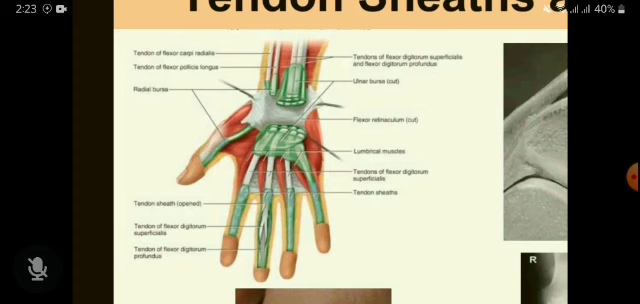 2:23
40%
Tendon Sheaths a
Tendon of flexor carpi radialis
Tendon of flexor pollicis longus
Radial bursa
Tendons of flexor digitorum superficialis
and flexor digitorum profundus
Ulnar bursa (cut)
Flexor retinaculum (cut)
Lumbrical muscles
Tendons of flexor digitorum
superficialis
Tendon sheaths
Tendon sheath (opened)
Tendon of flexor digitorum
superficialis
Tendon of flexor digitorum
profundus
R